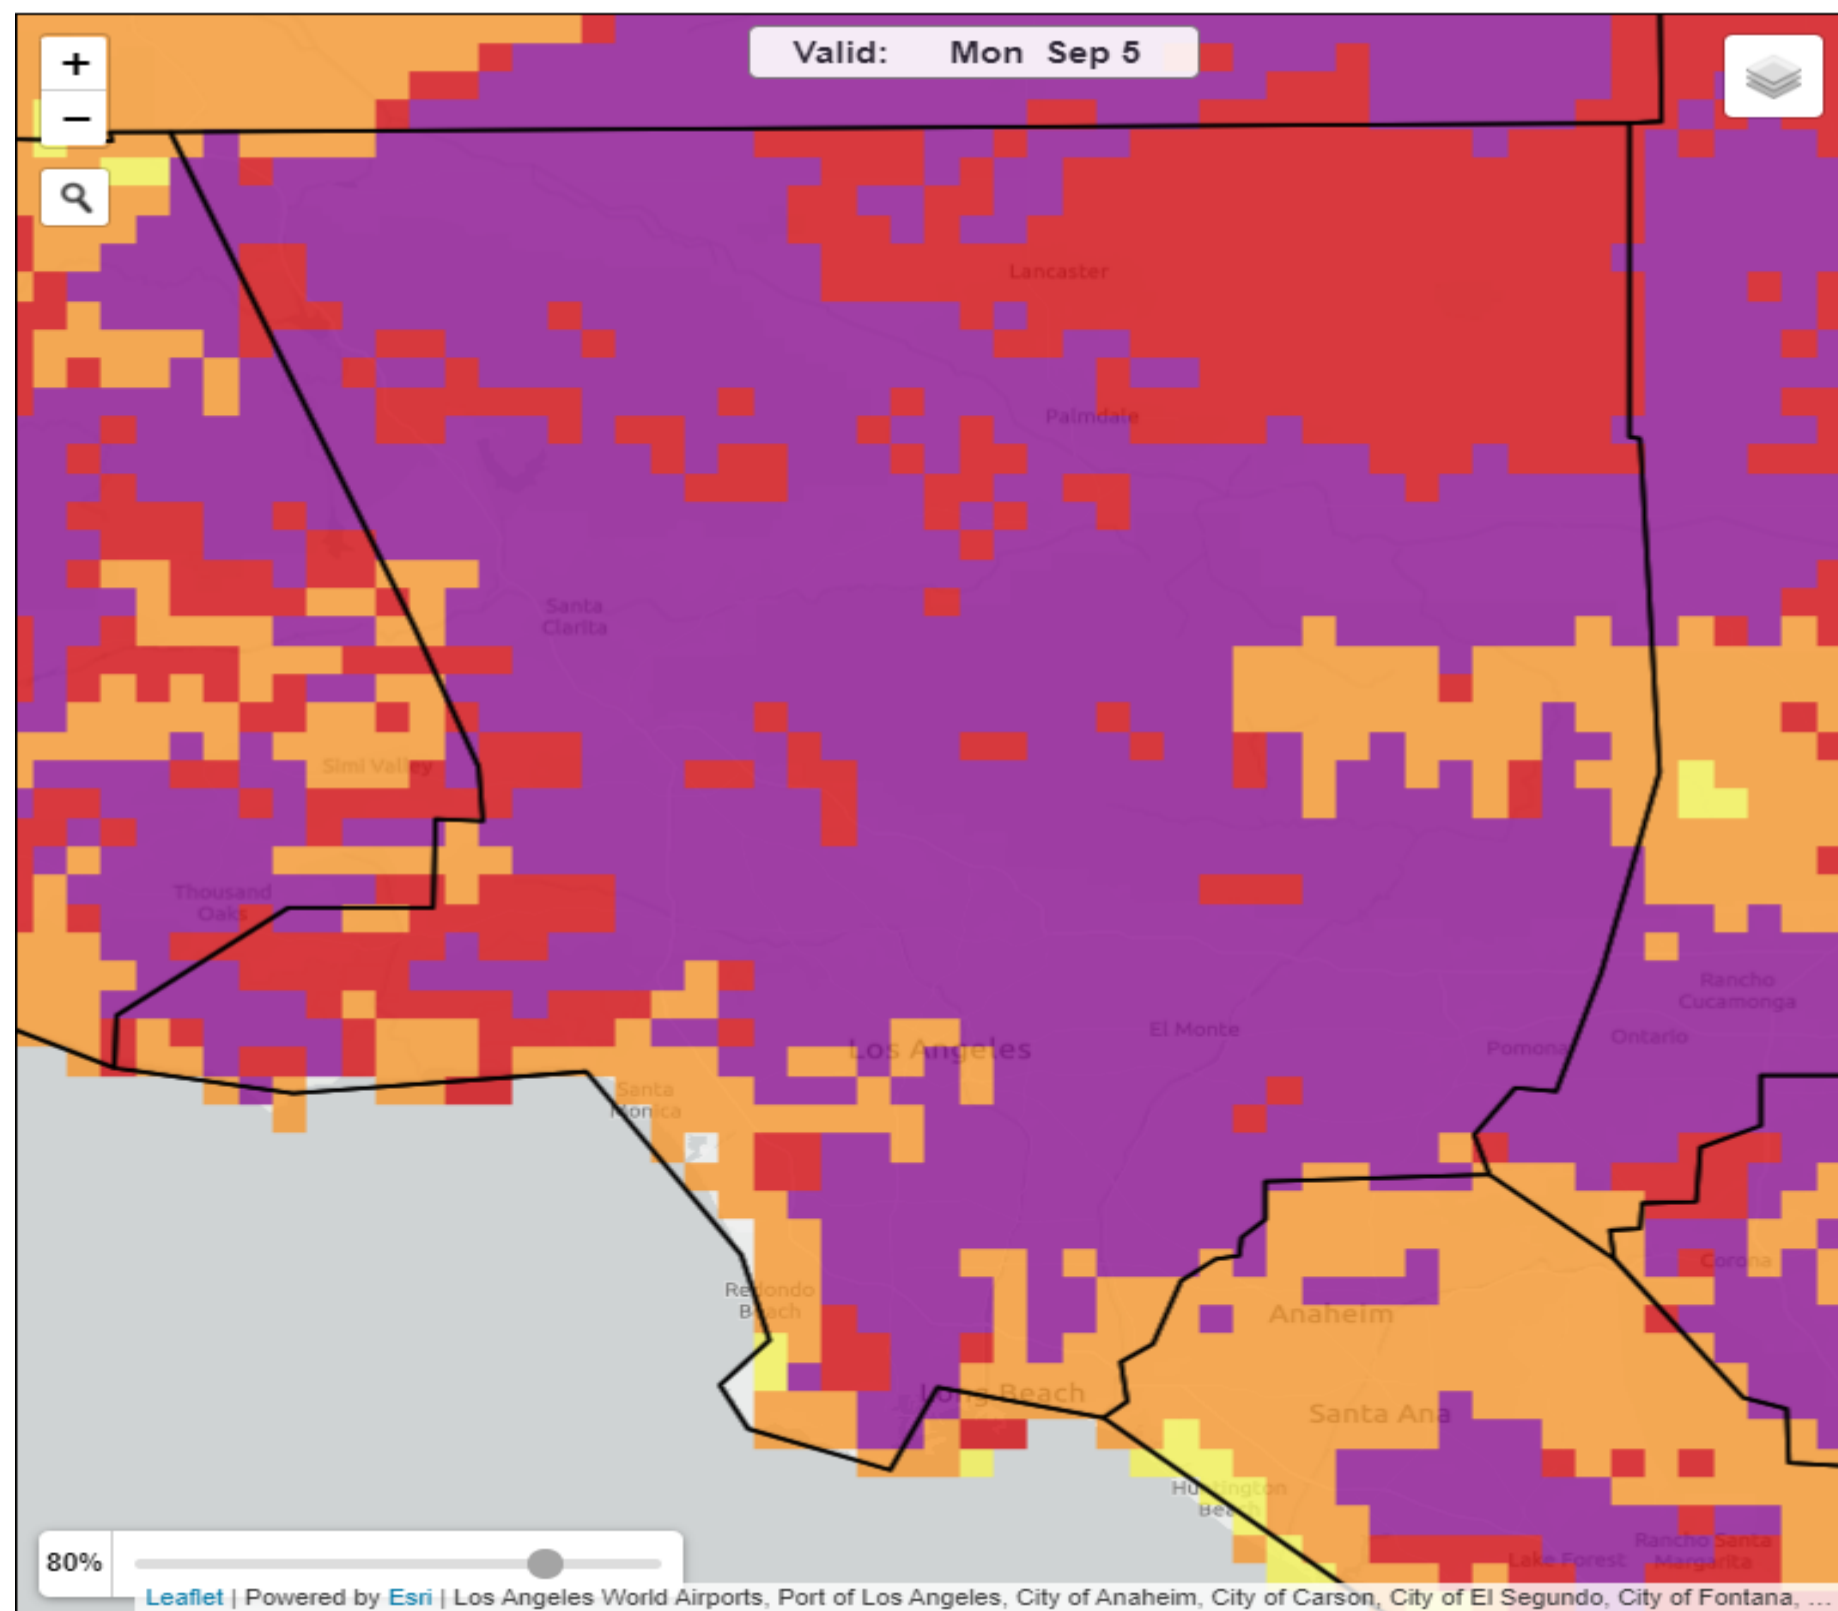 +
Valid: Mon Sep 5
−
Lancaster
Palmdale
Santa
Clarita
Simi Valley
Thousand
Oaks
Rancho
Cucamonga
El Monte
Ontario
Los Angeles
Pomona
Santa
Monica
Corona
Redondo
Beach
Anaheim
Long Beach
Santa Ana
Huntington
Beach
Rancho Santa
Margarita
Lake Forest
80%
Leaflet | Powered by Esri | Los Angeles World Airports, Port of Los Angeles, City of Anaheim, City of Carson, City of El Segundo, City of Fontana, ...